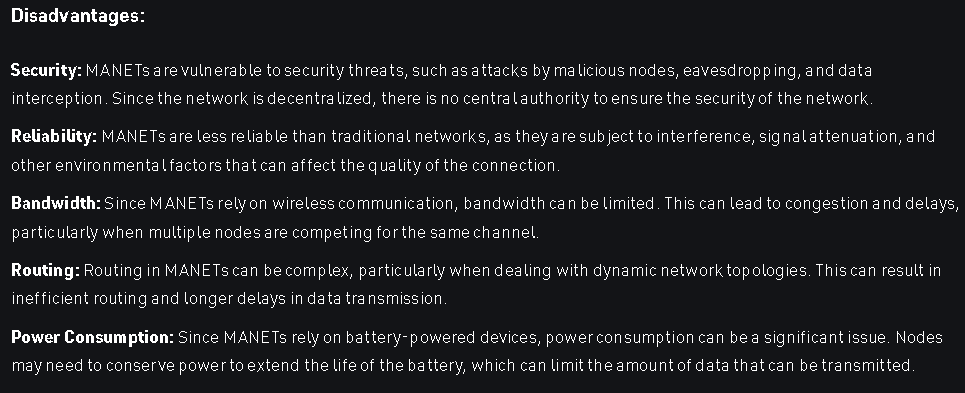 Disadvantages:
Security: MANETs are vulnerable to security threats, such as attacks by malicious nodes, eavesdropping, and data
interception. Since the network is decentralized, there is no central authority to ensure the security of the network.
Reliability: MANETs are less reliable than traditional networks, as they are subject to interference, signal attenuation, and
other environmental factors that can affect the quality of the connection.
Bandwidth: Since MANETs rely on wireless communication, bandwidth can be limited. This can lead to congestion and delays,
particularly when multiple nodes are competing for the same channel.
Routing: Routing in MANETs can be complex, particularly when dealing with dynamic network topologies. This can result in
inefficient routing and longer delays in data transmission.
Power Consumption: Since MANETs rely on battery-powered devices, power consumption can be a significant issue. Nodes
may need to conserve power to extend the life of the battery, which can limit the amount of data that can be transmitted.